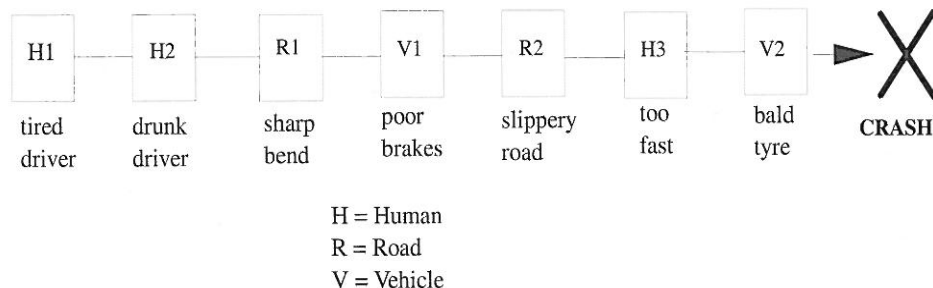 H1 H2 R1 V1 R2 H3 V2
tired drunk sharp poor slippery too bald CRASH
driver driver bend brakes road fast tyre
H = Human
R = Road
V = Vehicle